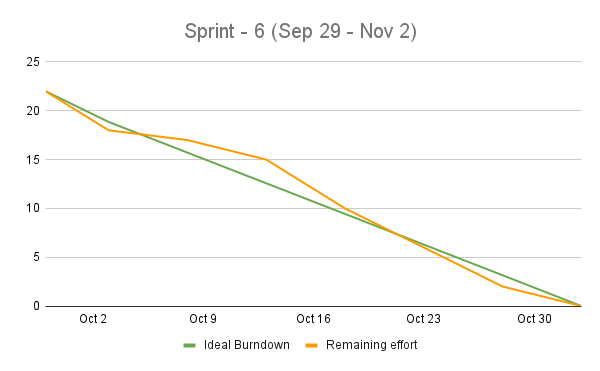 Sprint - 6 (Sep 29 - Nov 2)
25
20
15
10
5
0
Oct 2 Oct 9 Oct 16 Oct 23 Oct 30
Ideal Burndown Remaining effort